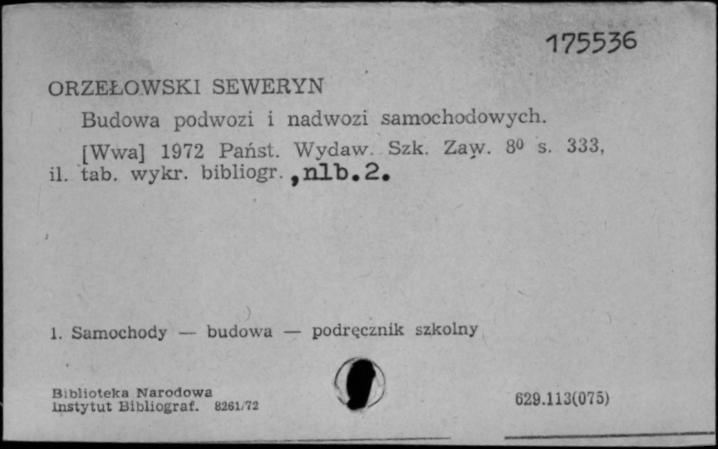 175536
ORZEŁOWSKI SEWERYN
Budowa podwozi i nadwozi samochodowych.
[Wwa] 1972 Państ. Wydaw. Szk. Zaw. 8⁰ s. 333,
il. tab. wykr. bibliogr. ,nlb.2.
1. Samochody — budowa — podręcznik szkolny
Biblioteka Narodowa
Instytut Bibliograf. 8261/72
629.113(075)